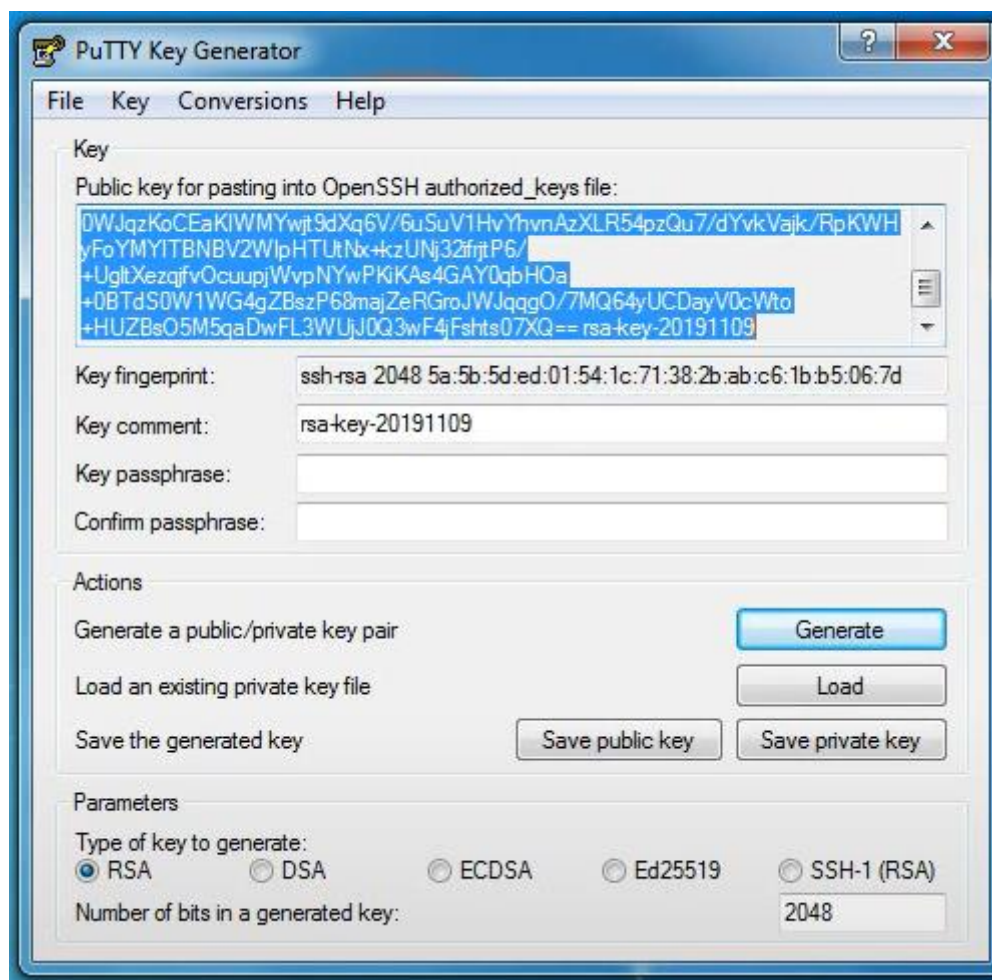 PuTTY Key Generator
File Key Conversions Help
Key
Public key for pasting into OpenSSH authorized_keys file:
0WJqzKoCEaKIWMYwjt9dXq6V//6uSuV1HvYhvnAzXLR54pzQu7/dYvkVajk/RpKWH
yFoYMYITBNBV2WlpHTUtNx+kzUNj32ifrjtP6/
+UgltXezqjfvOcuupjWvpNYwPKiKAs4GAY0qbHOa
+0BTdS0W1WG4gZBszP68majZeRGroJWJqqgO/7MQ64yUCDayV0cWto
+HUZBsO5M5qaDwFL3WUjJ0Q3wF4jFshts07XQ== rsa-key-20191109
Key fingerprint: ssh-rsa 2048 5a:5b:5d:ed:01:54:1c:71:38:2b:ab:c6:1b:b5:06:7d
Key comment: rsa-key-20191109
Key passphrase:
Confirm passphrase:
Actions
Generate a public/private key pair Generate
Load an existing private key file Load
Save the generated key Save public key Save private key
Parameters
Type of key to generate:
RSA DSA ECDSA Ed25519 SSH-1 (RSA)
Number of bits in a generated key: 2048